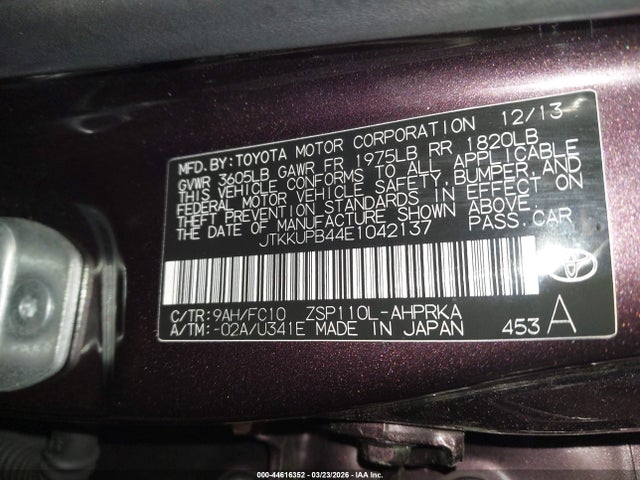 MFD. BY: TOYOTA MOTOR CORPORATION 12/13
GVWR 3605LB GAWR FR 1975LB RR 1820LB
THIS VEHICLE CONFORMS TO ALL APPLICABLE
FEDERAL MOTOR VEHICLE SAFETY, BUMPER, AND
THEFT PREVENTION STANDARDS IN EFFECT ON
THE DATE OF MANUFACTURE SHOWN ABOVE.
JTKKUPB44E1042137 PASS. CAR
C/TR: 9AH/FC10 ZSP110L-AHPRKA
A/TM: -02A/U341E MADE IN JAPAN 453 A
000-44616352 | 03/23/2026 - IAAI.COM